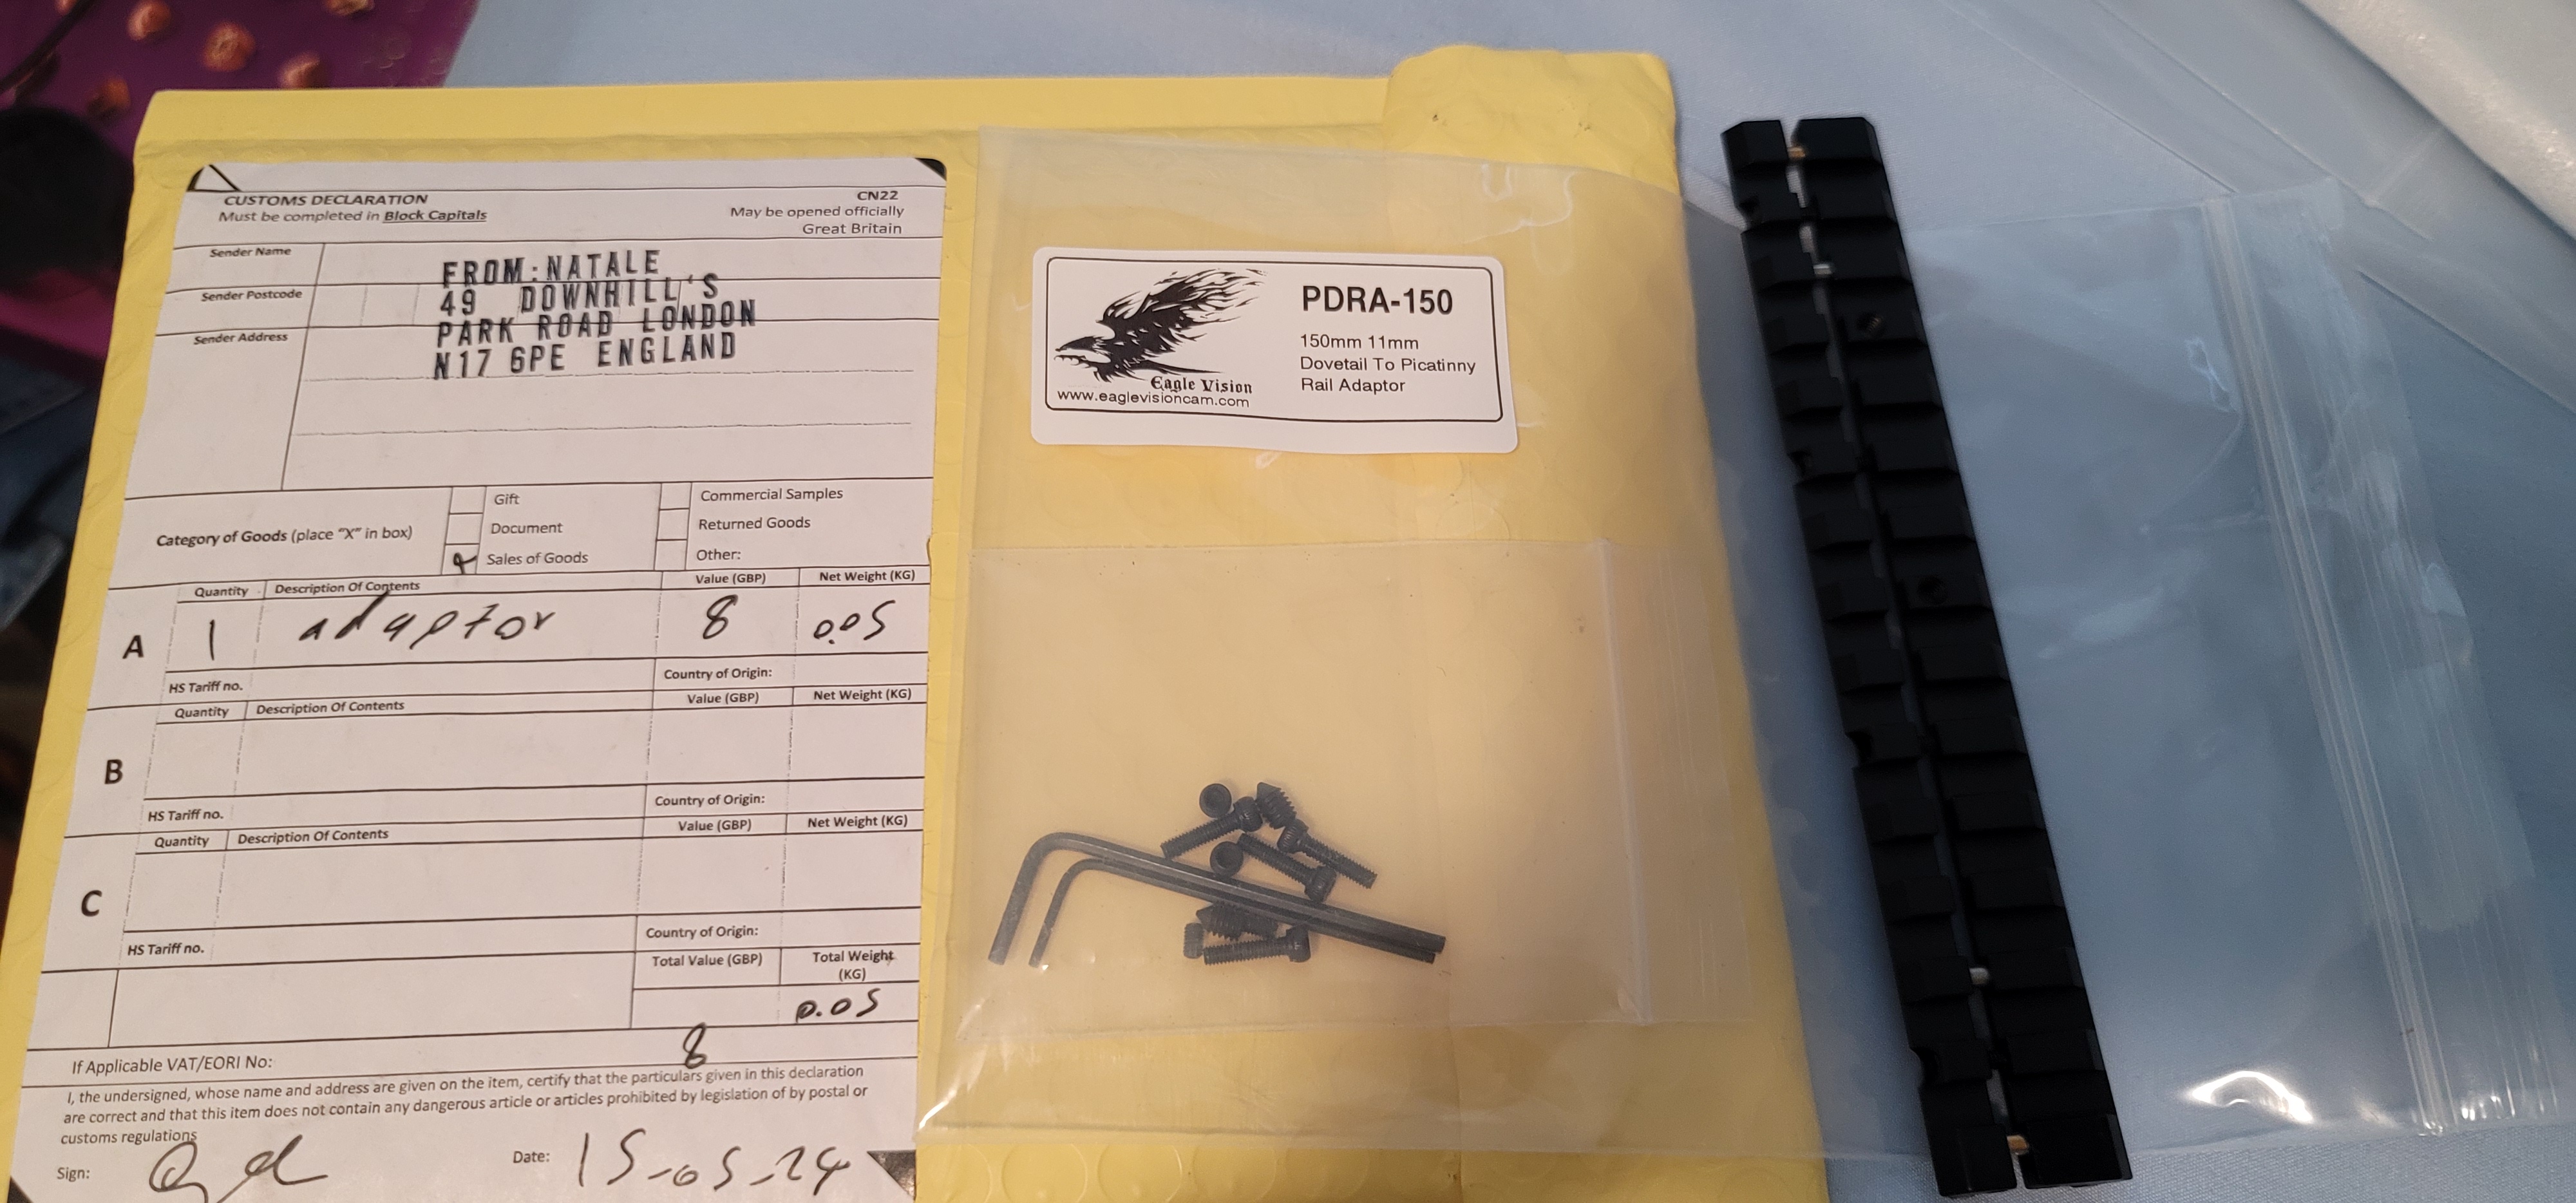 CUSTOMS DECLARATION
CN22
Must be completed in Block Capitals
May be opened officially
Great Britain
Sender Name
FROM:NATALE
Sender Postcode
49 DOWNHILL'S
PARK ROAD LONDON
Sender Address
N17 6PE ENGLAND
Category of Goods (place "X" in box)
Gift
Document
Sales of Goods
Commercial Samples
Returned Goods
Other:
Quantity
Description Of Contents
Value (GBP)
Net Weight (KG)
A
1
adaptor
8
0.05
HS Tariff no.
Country of Origin:
Quantity
Description Of Contents
Value (GBP)
Net Weight (KG)
B
HS Tariff no.
Country of Origin:
Quantity
Description Of Contents
Value (GBP)
Net Weight (KG)
C
HS Tariff no.
Country of Origin:
Total Value (GBP)
Total Weight
(KG)
0.05
8
If Applicable VAT/EORI No:
I, the undersigned, whose name and address are given on the item, certify that the particulars given in this declaration
are correct and that this item does not contain any dangerous article or articles prohibited by legislation of by postal or
customs regulations
Sign:
Date: 15-05-24
PDRA-150
150mm 11mm
Dovetail To Picatinny
Rail Adaptor
Eagle Vision
www.eaglevisioncam.com